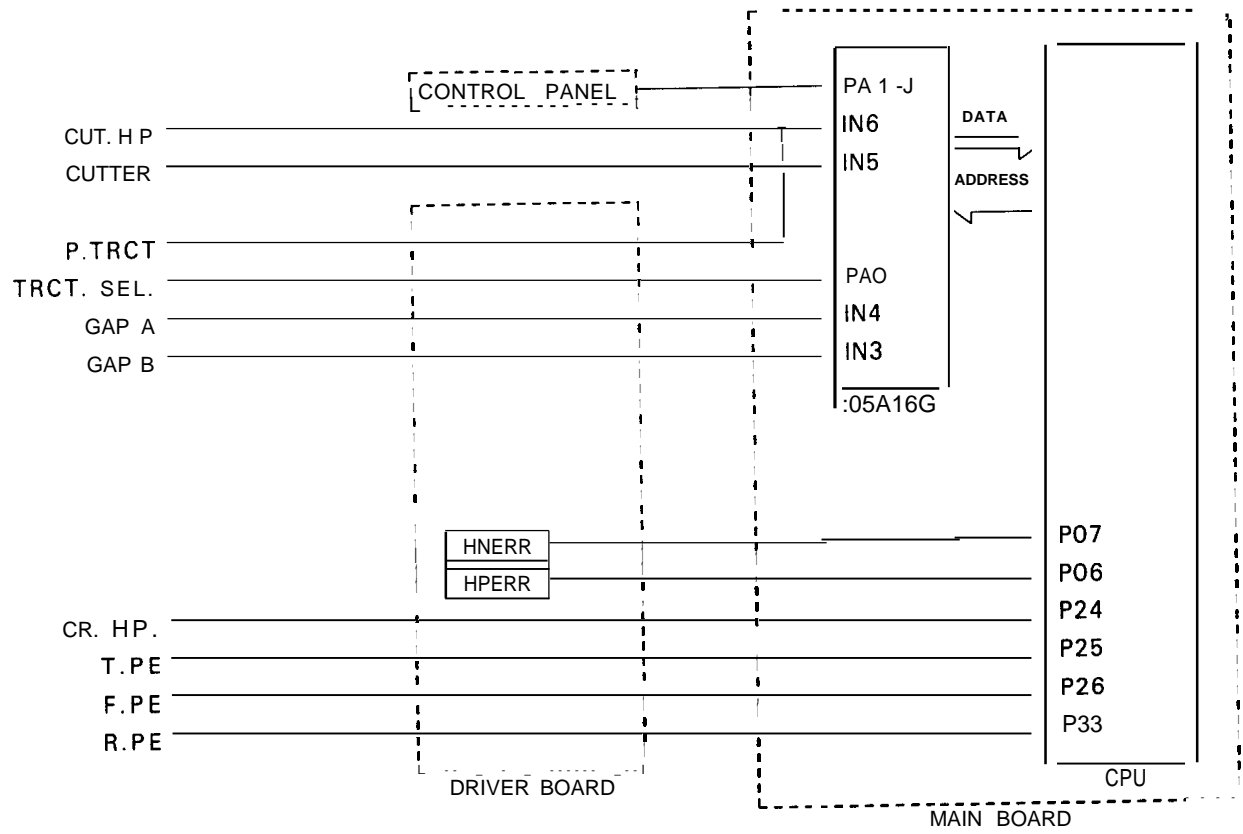 CONTROL PANEL
PA 1 -J
CUT. H P
IN6
DATA
CUTTER
IN5
ADDRESS
P.TRCT
TRCT. SEL.
PAO
GAP A
IN4
GAP B
IN3
:05A16G
HNERR
P07
HPERR
P06
CR. HP.
P24
T.PE
P25
F.PE
P26
R.PE
P33
DRIVER BOARD
CPU
MAIN BOARD